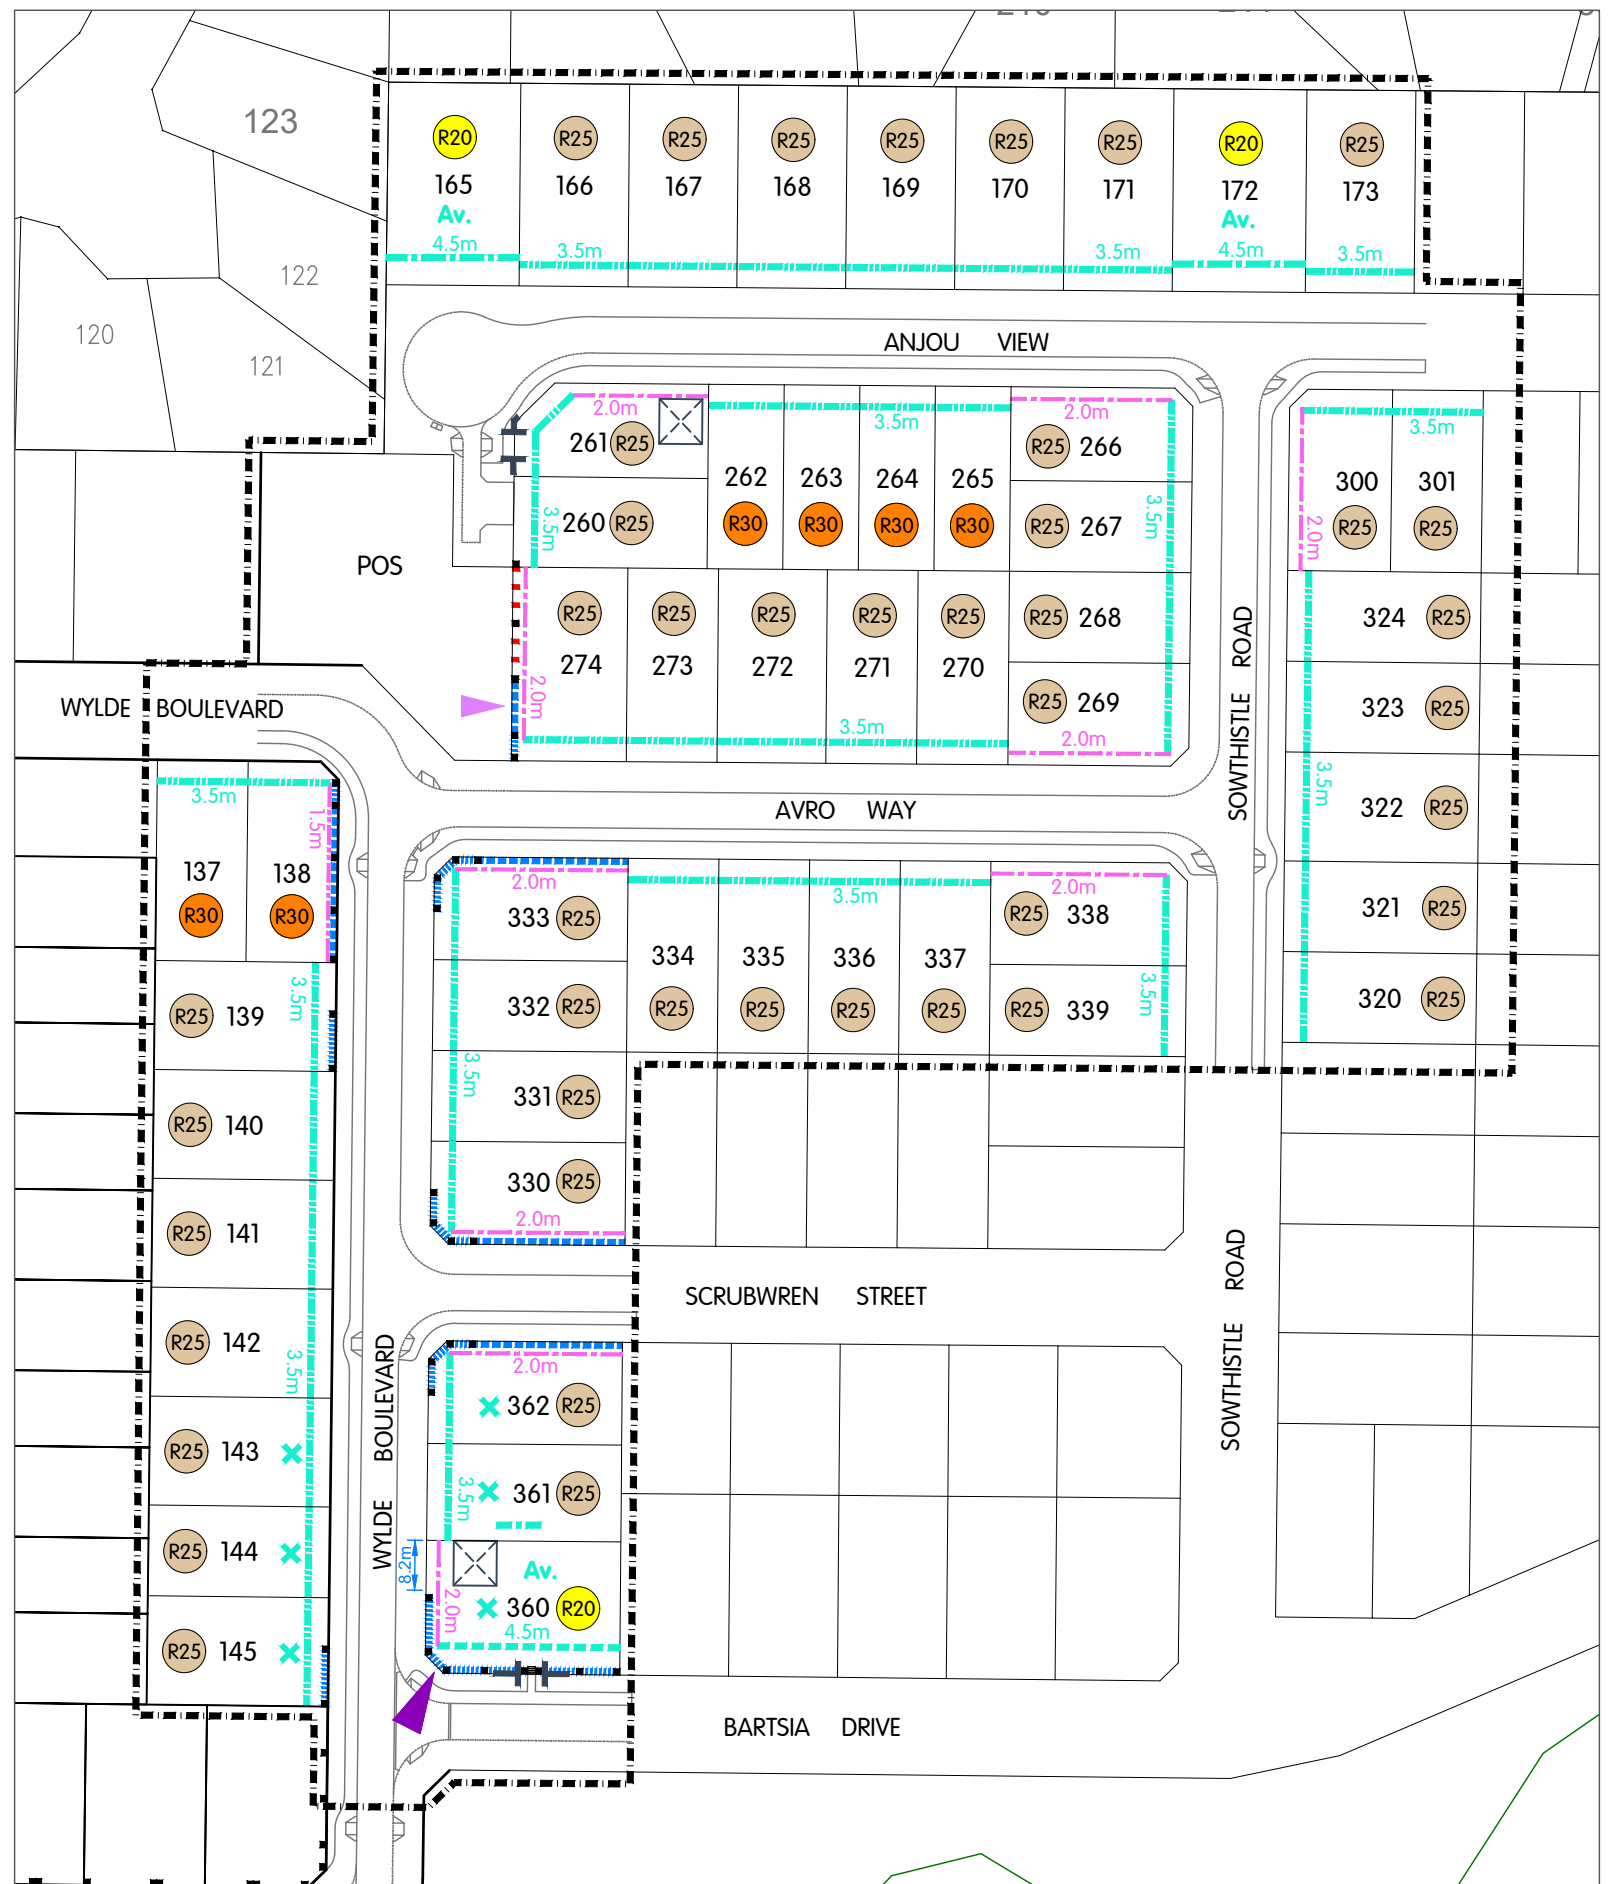 123
R20
R25
R25
R25
R25
R25
R25
R20
R25
165
166
167
168
169
170
171
172
173
Av.
Av.
4.5m
3.5m
3.5m
4.5m
3.5m
122
120
121
ANJOU VIEW
2.0m
3.5m
2.0m
3.5m
261 R25
R25 266
262
263
264
265
300
301
260 R25
R30
R30
R30
R30
R25 267
R25
R25
3.5m
3.5m
2.0m
POS
R25
R25
R25
R25
R25
R25 268
324 R25
274
273
272
271
270
SOWTHISTLE ROAD
2.0m
R25 269
323 R25
WYLDE BOULEVARD
3.5m
2.0m
3.5m
3.5m
1.5m
AVRO WAY
322 R25
137
138
R30
R30
2.0m
3.5m
2.0m
333 R25
R25 338
321 R25
334
335
336
337
3.5m
R25 139
332 R25
R25
R25
R25
R25
R25 339
3.5m
320 R25
3.5m
R25 140
331 R25
330 R25
2.0m
R25 141
SCRUBWREN STREET
SOWTHISTLE ROAD
R25 142
3.5m
WYLDE BOULEVARD
2.0m
362 R25
R25 143
3.5m
361 R25
R25 144
8.2m
Av.
2.0m
360 R20
4.5m
R25 145
BARTSIA DRIVE